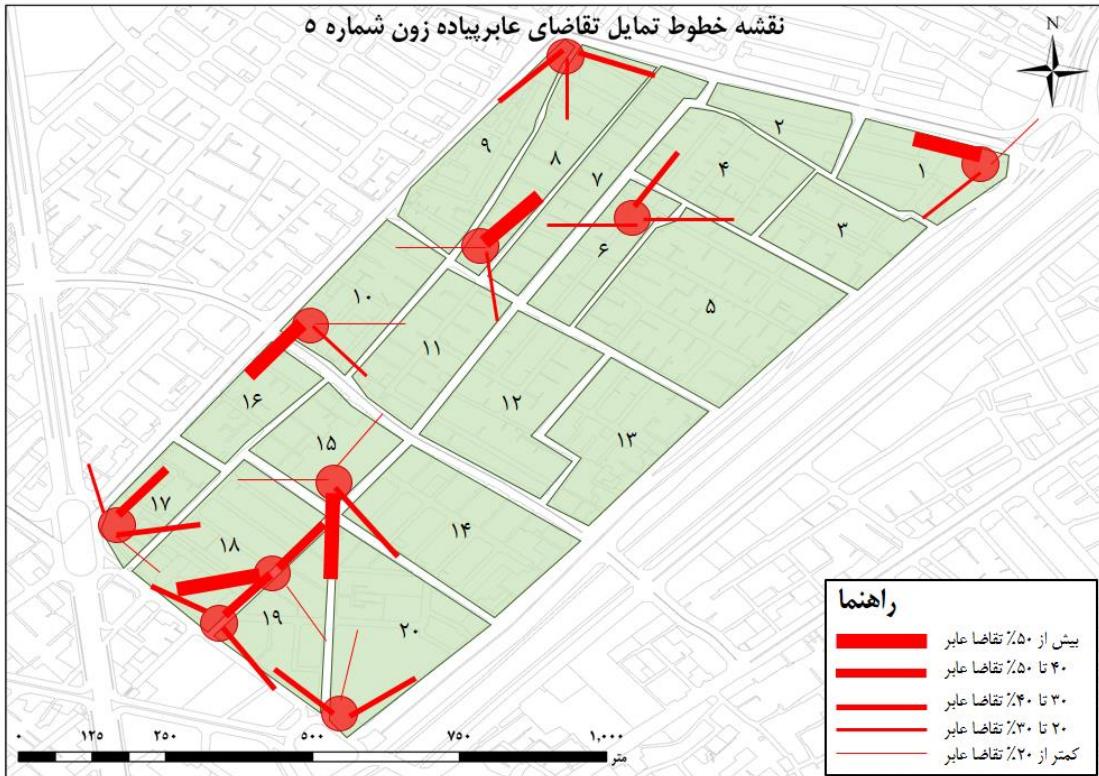 نقشه خطوط تمایل تقاضای عابرپیاده زون شماره ۵
N
۹
۸
۷
۲
۱
۴
۳
۶
۵
۱۰
۱۱
۱۶
۱۲
۱۵
۱۳
۱۷
۱۴
۱۸
۱۹
۲۰
راهنما
بیش از ۵۰٪ تقاضا عابر
۴۰ تا ۵۰٪ تقاضا عابر
۳۰ تا ۴۰٪ تقاضا عابر
۲۰ تا ۳۰٪ تقاضا عابر
کمتر از ۲۰٪ تقاضا عابر
۰ ۱۲۵ ۲۵۰ ۵۰۰ ۷۵۰ ۱,۰۰۰
متر